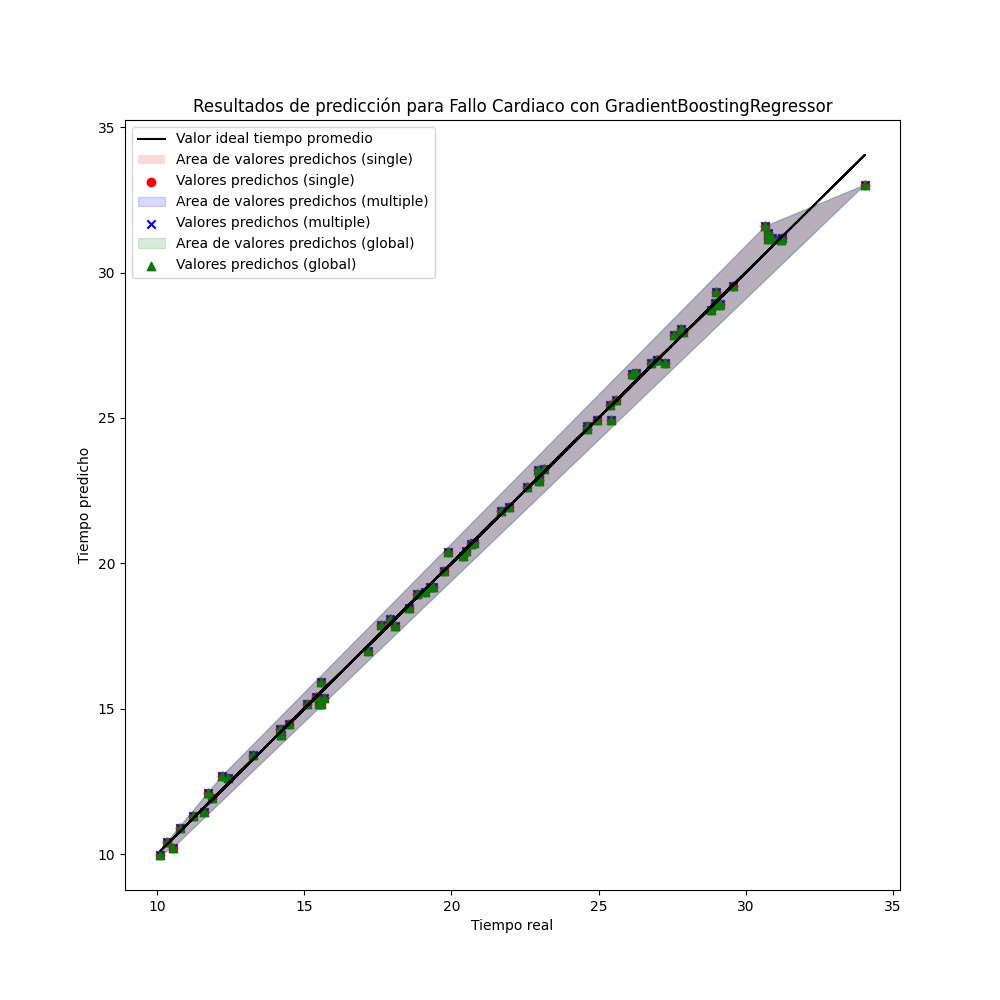 Resultados de predicción para Fallo Cardiaco con GradientBoostingRegressor
Valor ideal tiempo promedio
Area de valores predichos (single)
Valores predichos (single)
Area de valores predichos (multiple)
Valores predichos (multiple)
Area de valores predichos (global)
Valores predichos (global)
35
30
25
20
15
10
Tiempo predicho
10 15 20 25 30 35
Tiempo real